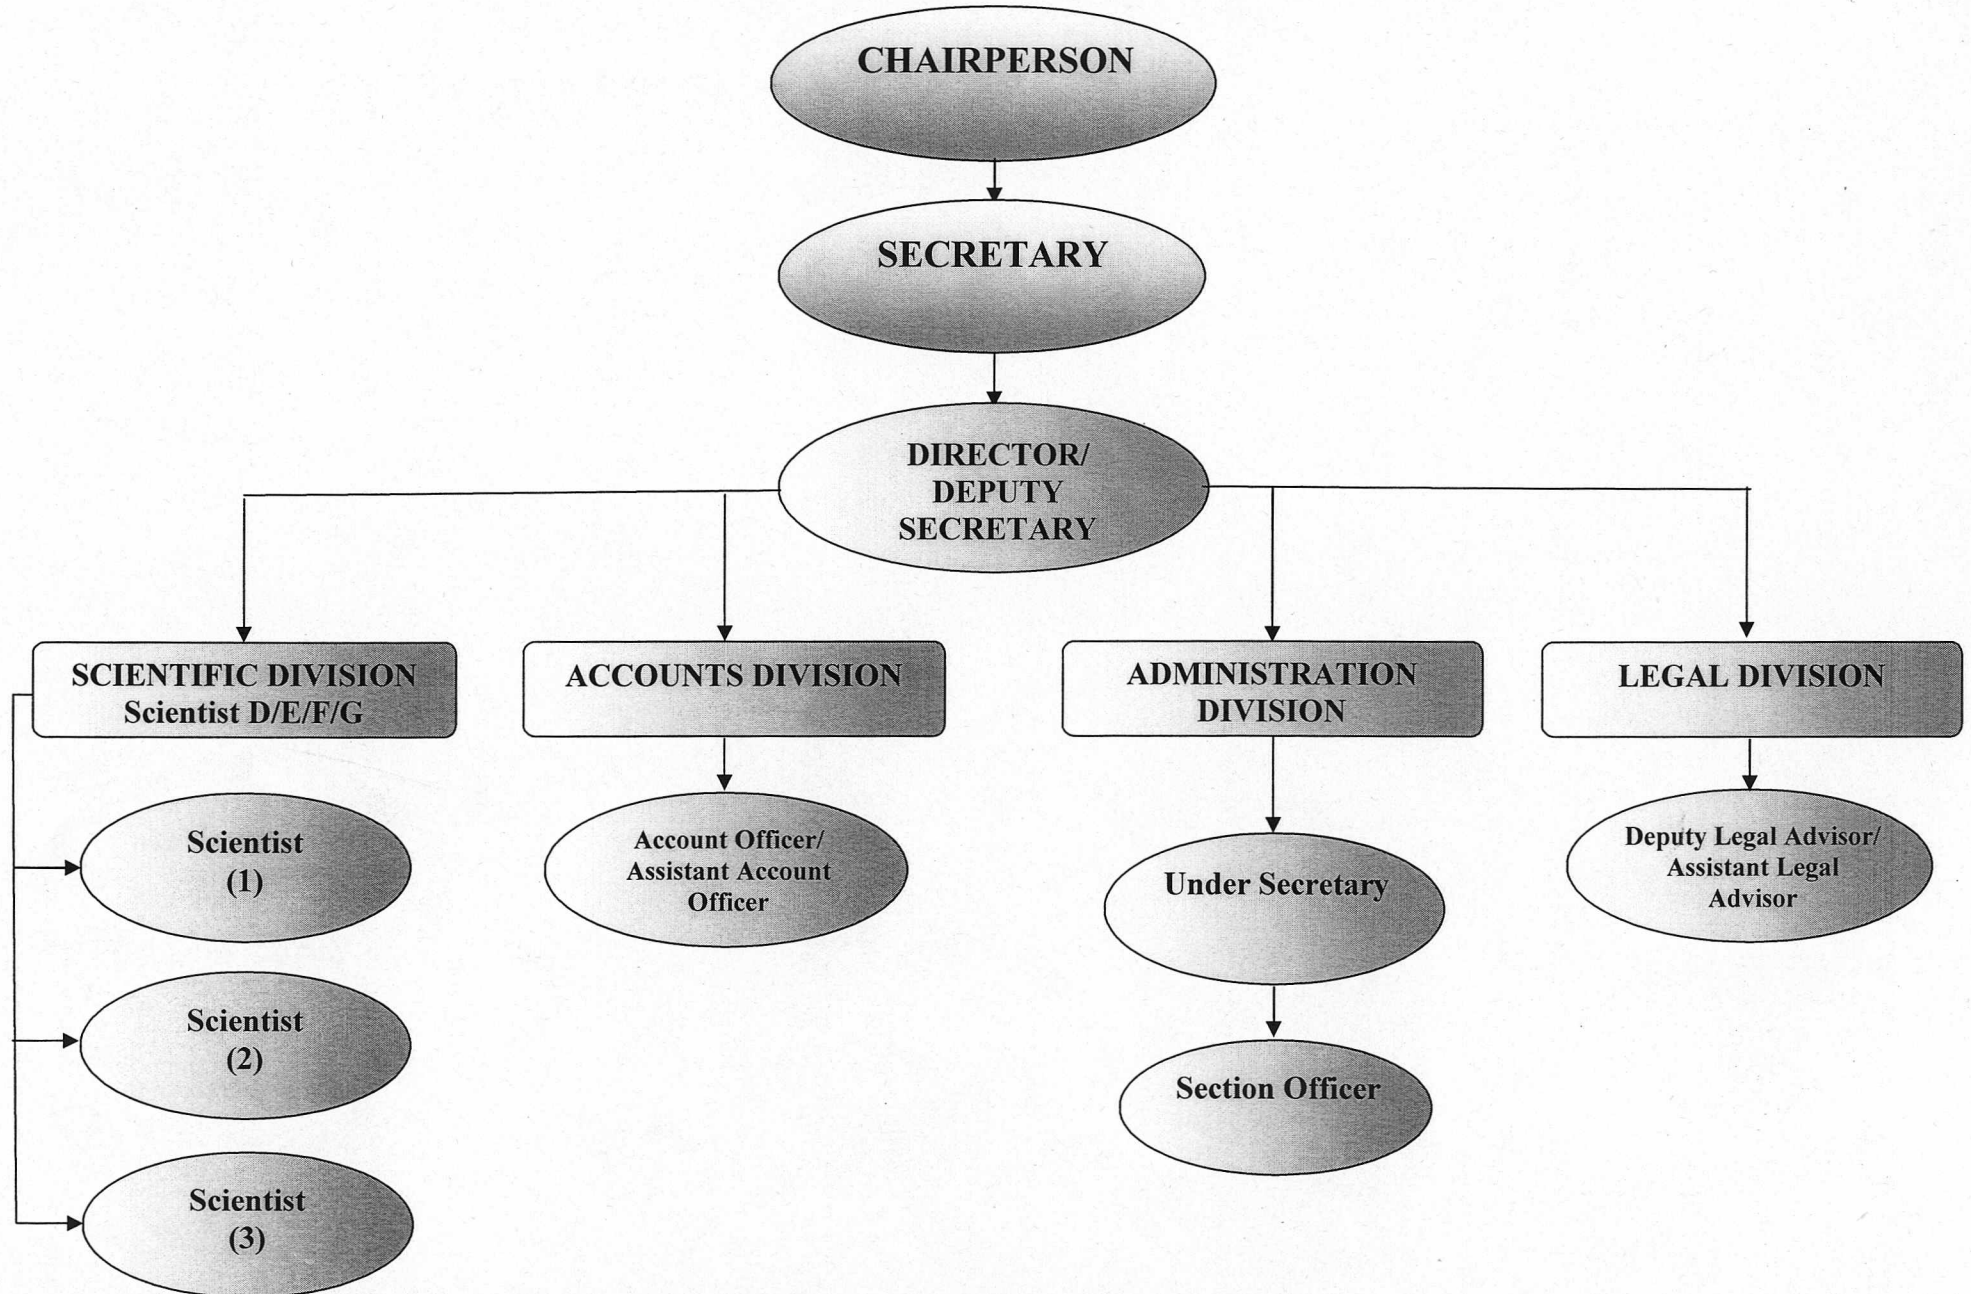 CHAIRPERSON
SECRETARY
DIRECTOR/
DEPUTY
SECRETARY
SCIENTIFIC DIVISION
Scientist D/E/F/G
ACCOUNTS DIVISION
ADMINISTRATION
DIVISION
LEGAL DIVISION
Scientist
(1)
Account Officer/
Assistant Account
Officer
Under Secretary
Deputy Legal Advisor/
Assistant Legal
Advisor
Scientist
(2)
Section Officer
Scientist
(3)